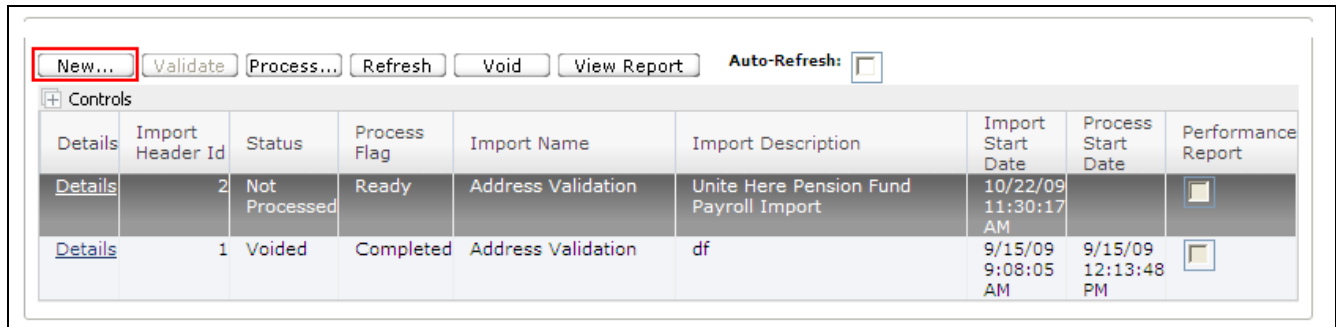 New... Validate Process... Refresh Void View Report Auto-Refresh:
Controls
Details Import Header Id Status Process Flag Import Name Import Description Import Start Date Process Start Date Performance Report
Details 2 Not Processed Ready Address Validation Unite Here Pension Fund Payroll Import 10/22/09 11:30:17 AM
Details 1 Voided Completed Address Validation df 9/15/09 9:08:05 AM 9/15/09 12:13:48 PM